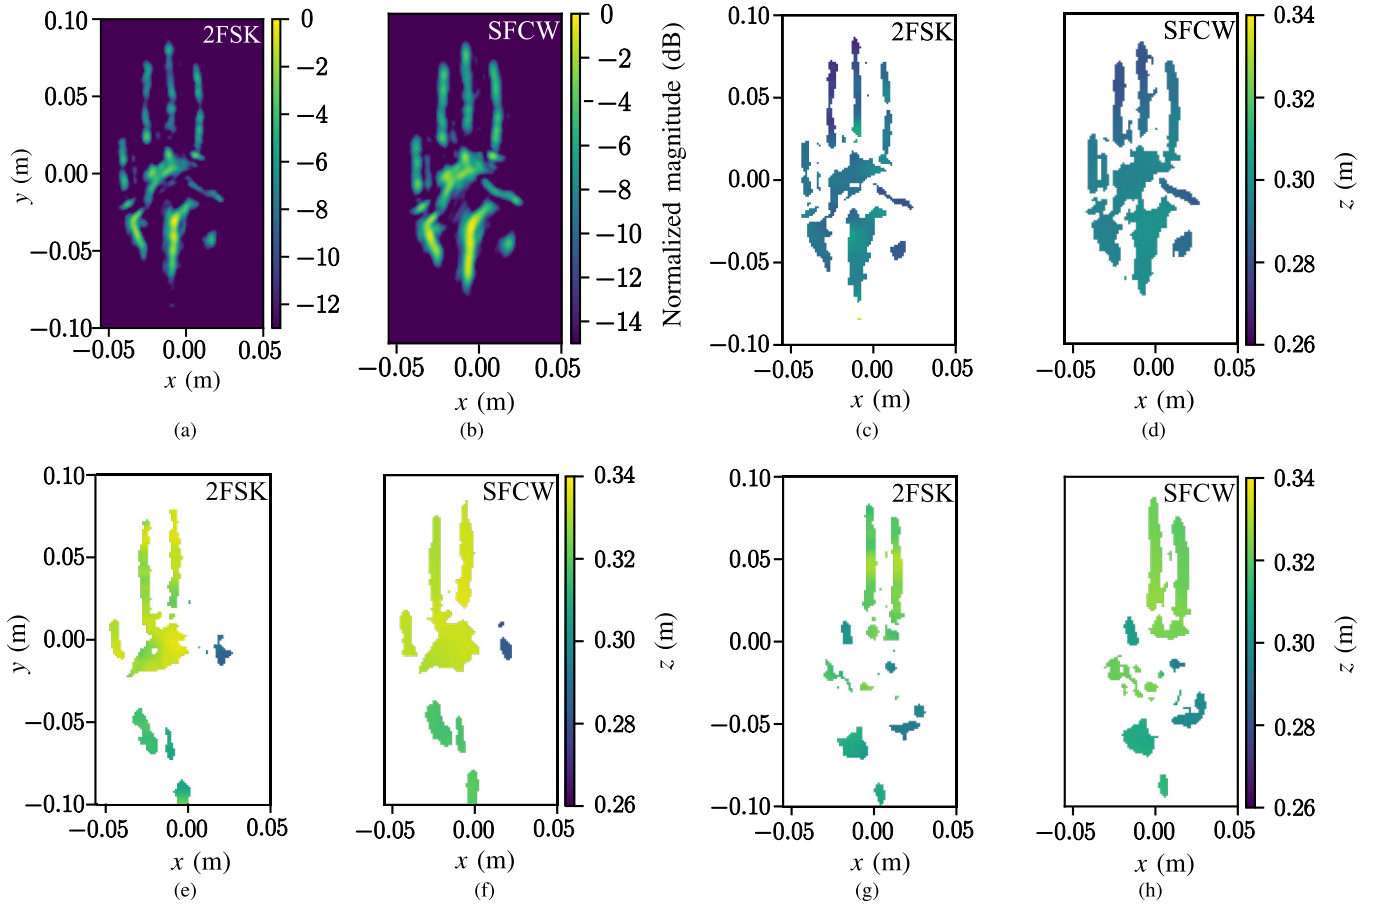 0.10
0.05
0.00
−0.05
−0.10
y (m)
2FSK
−0.05 0.00 0.05
x (m)
(a)
0
−2
−4
−6
−8
−10
−12
SFCW
−0.05 0.00 0.05
x (m)
(b)
0
−2
−4
−6
−8
−10
−12
−14
Normalized magnitude (dB)
0.10
0.05
0.00
−0.05
−0.10
2FSK
−0.05 0.00 0.05
x (m)
(c)
SFCW
−0.05 0.00 0.05
x (m)
(d)
0.34
0.32
0.30
0.28
0.26
z (m)
0.10
0.05
0.00
−0.05
−0.10
y (m)
2FSK
−0.05 0.00 0.05
x (m)
(e)
SFCW
−0.05 0.00 0.05
x (m)
(f)
0.34
0.32
0.30
0.28
0.26
z (m)
0.10
0.05
0.00
−0.05
−0.10
2FSK
−0.05 0.00 0.05
x (m)
(g)
SFCW
−0.05 0.00 0.05
x (m)
(h)
0.34
0.32
0.30
0.28
0.26
z (m)